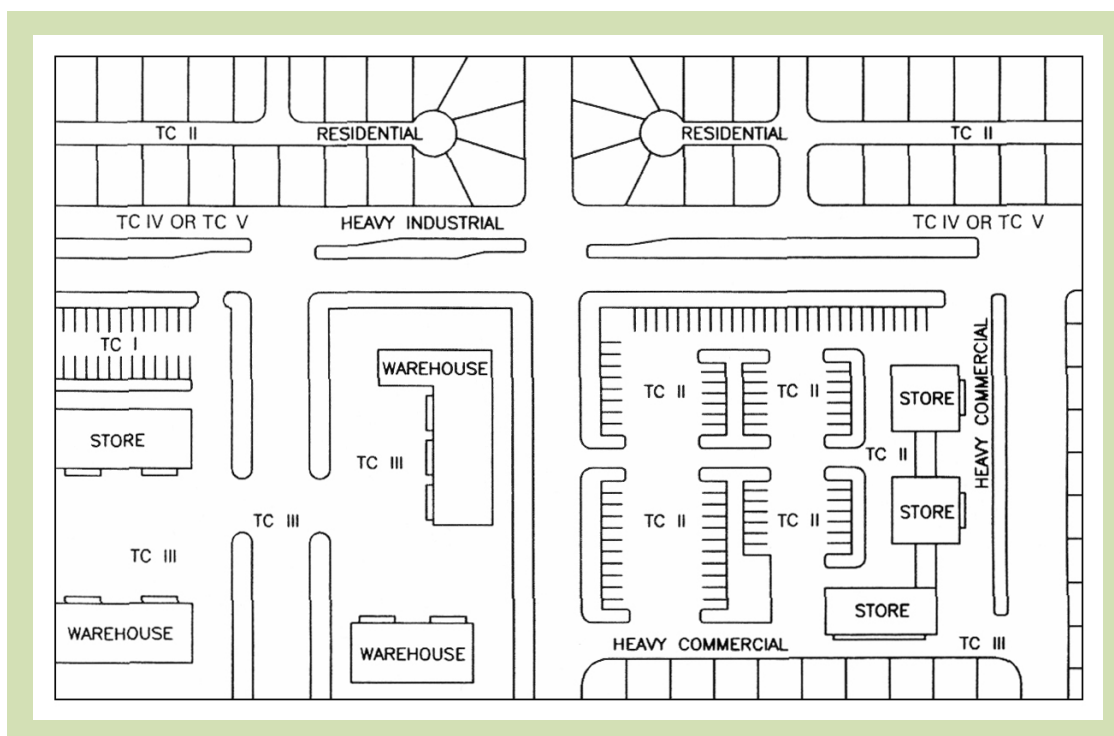 TC II
RESIDENTIAL
RESIDENTIAL
TC II
TC IV OR TC V
HEAVY INDUSTRIAL
TC IV OR TC V
TC I
WAREHOUSE
TC II
TC II
STORE
HEAVY COMMERCIAL
STORE
TC III
TC II
TC III
TC II
TC II
STORE
TC III
STORE
WAREHOUSE
WAREHOUSE
HEAVY COMMERCIAL
TC III